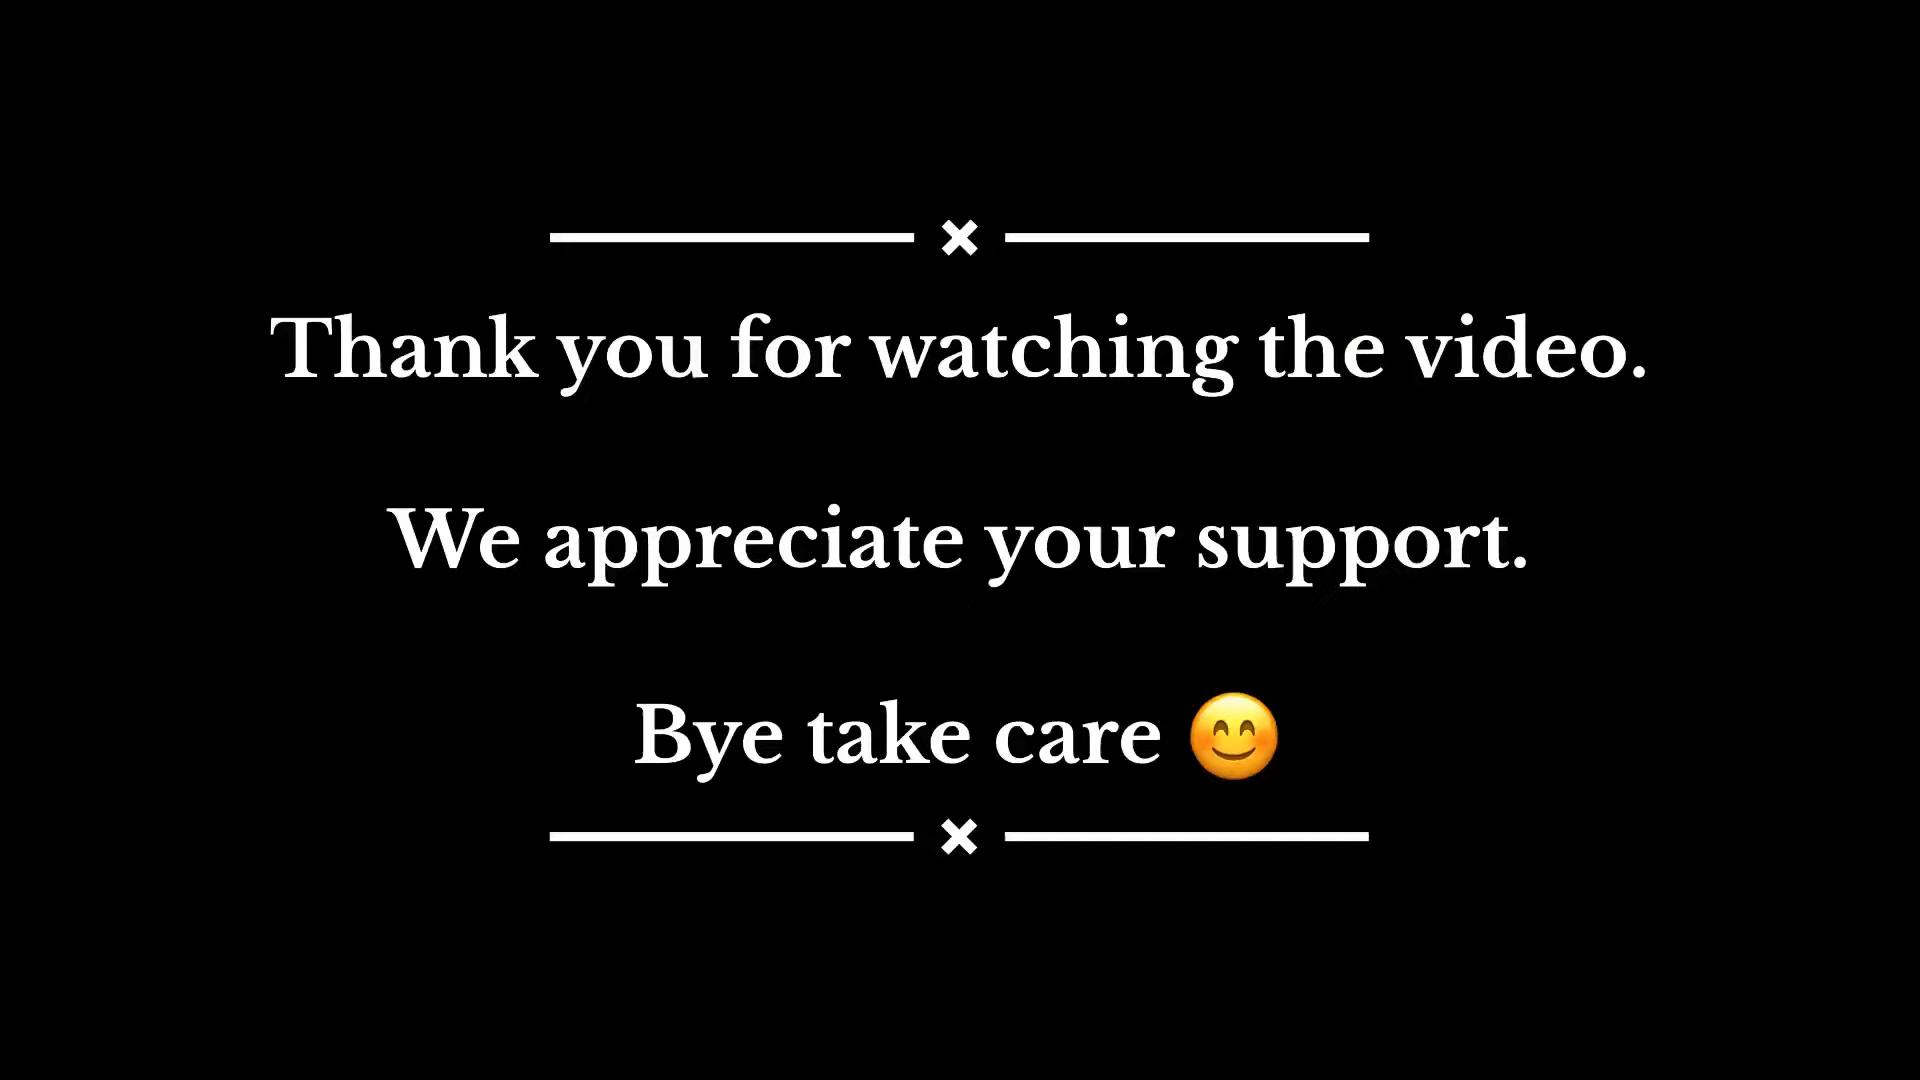 Thank you for watching the video.
We appreciate your support.
Bye take care 😊